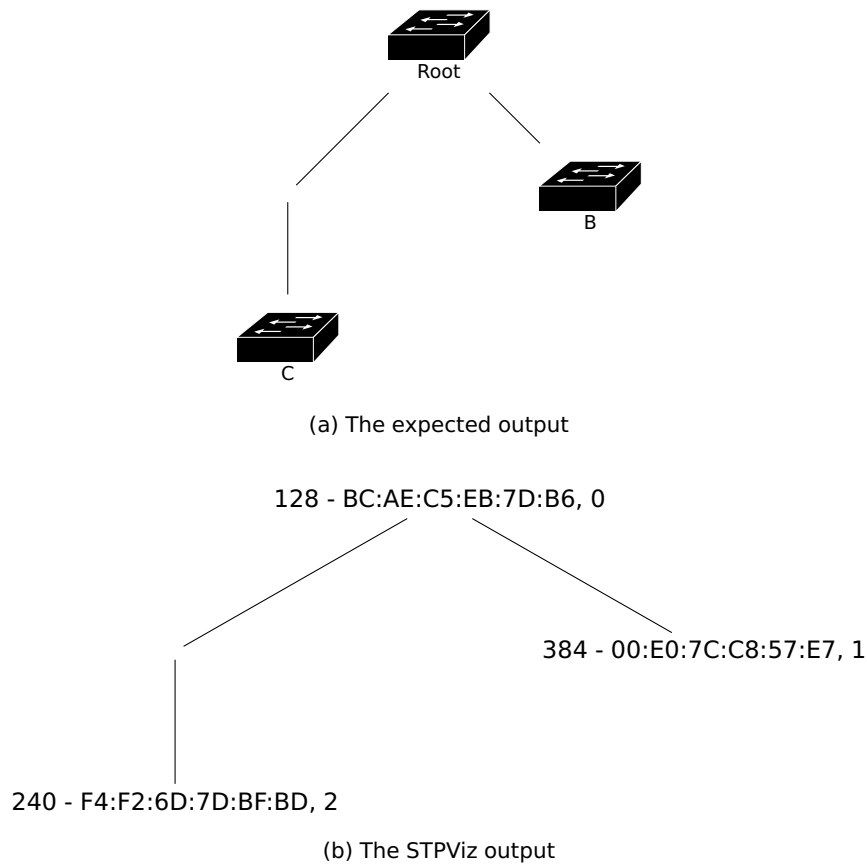 Root
B
C
(a) The expected output
128 - BC:AE:C5:EB:7D:B6, 0
384 - 00:E0:7C:C8:57:E7, 1
240 - F4:F2:6D:7D:BF:BD, 2
(b) The STPViz output